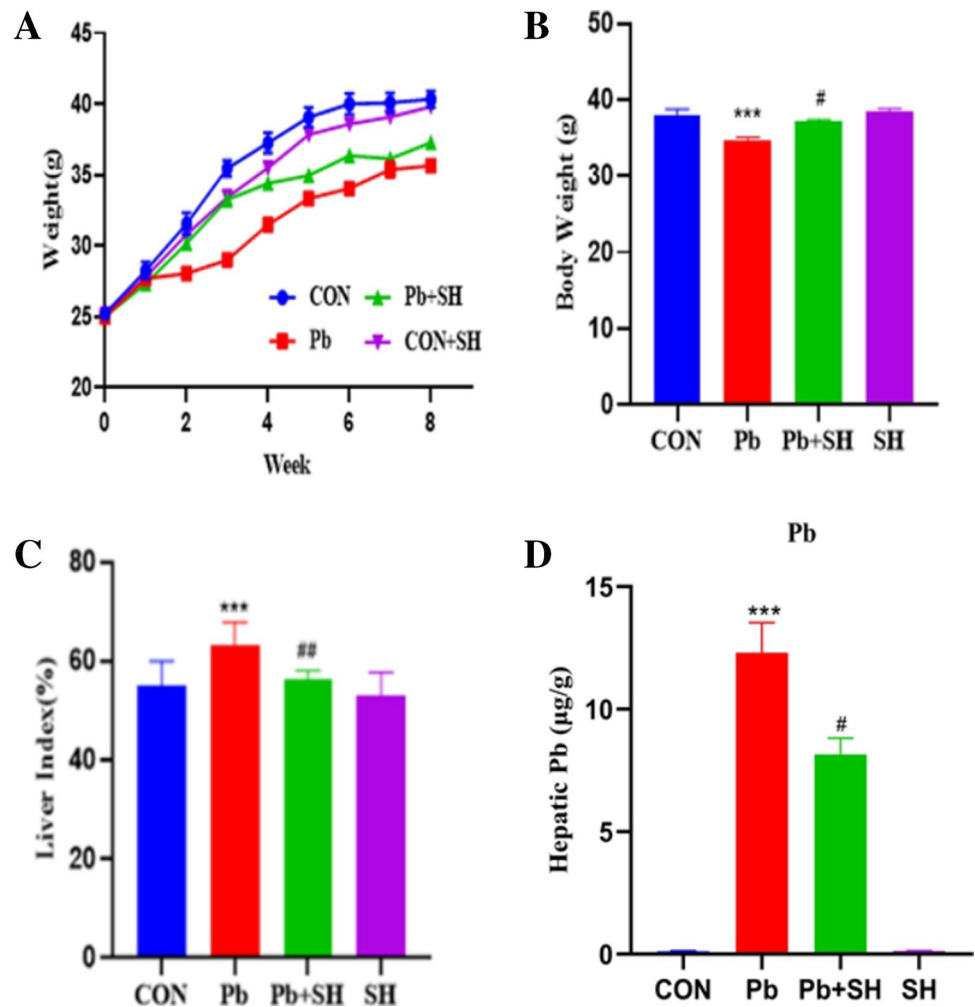 A
Weight(g)
45
40
35
30
25
20
0
2
4
6
8
Week
CON
Pb+SH
Pb
CON+SH
B
Body Weight (g)
50
40
30
20
10
0
***
#
CON
Pb
Pb+SH
SH
C
Liver Index(%)
80
60
40
20
0
***
##
CON
Pb
Pb+SH
SH
D
Pb
Hepatic Pb (µg/g)
15
10
5
0
***
#
CON
Pb
Pb+SH
SH